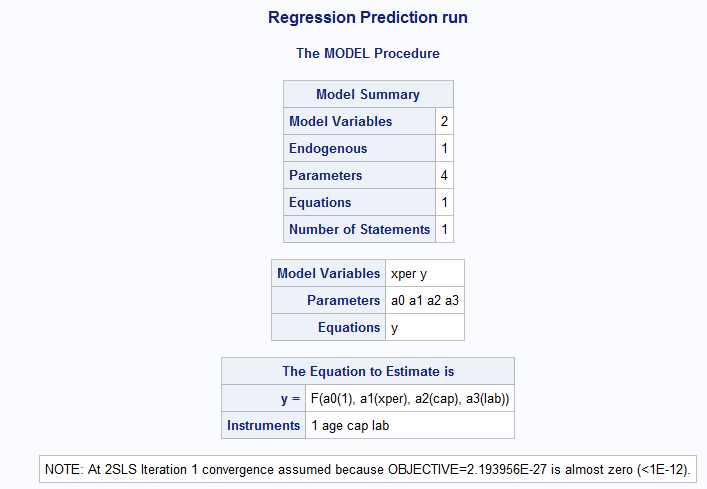 Regression Prediction run
The MODEL Procedure
Model Summary
Model Variables 2
Endogenous 1
Parameters 4
Equations 1
Number of Statements 1
Model Variables xper y
Parameters a0 a1 a2 a3
Equations y
The Equation to Estimate is
y = F(a0(1), a1(xper), a2(cap), a3(lab))
Instruments 1 age cap lab
NOTE: At 2SLS Iteration 1 convergence assumed because OBJECTIVE=2.193956E-27 is almost zero (<1E-12).